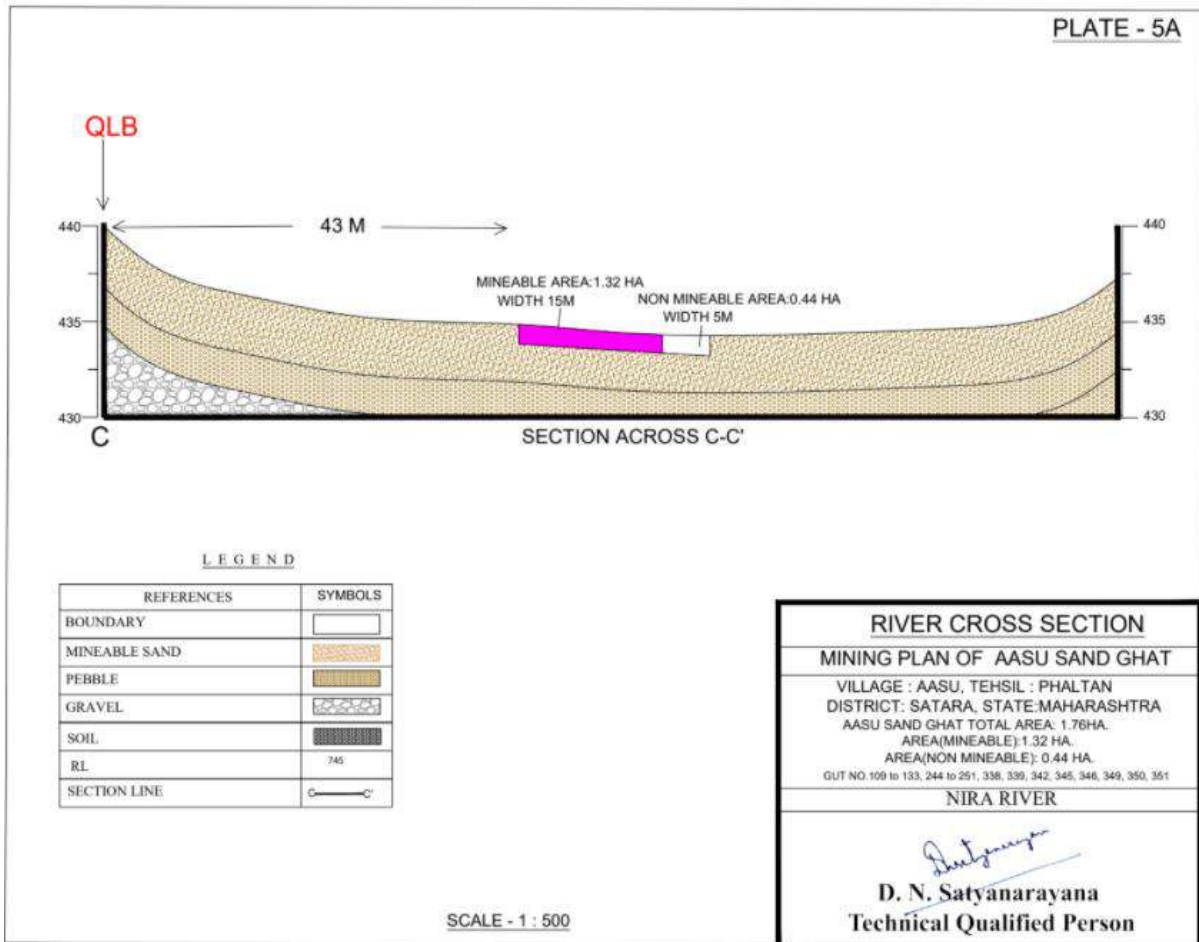 PLATE - 5A
QLB
440
43 M
440
MINEABLE AREA:1.32 HA
WIDTH 15M
NON MINEABLE AREA:0.44 HA
WIDTH 5M
435
435
430
430
C
SECTION ACROSS C-C'
L E G E N D
REFERENCES
SYMBOLS
BOUNDARY
MINEABLE SAND
PEBBLE
GRAVEL
SOIL
RL
745
SECTION LINE
C C'
SCALE - 1 : 500
RIVER CROSS SECTION
MINING PLAN OF AASU SAND GHAT
VILLAGE : AASU, TEHSIL : PHALTAN
DISTRICT: SATARA, STATE:MAHARASHTRA
AASU SAND GHAT TOTAL AREA: 1.76HA.
AREA(MINEABLE):1.32 HA.
AREA(NON MINEABLE): 0.44 HA.
GUT NO.109 to 133, 244 to 251, 338, 339, 342, 345, 346, 349, 350, 351
NIRA RIVER
D. N. Satyanarayana
Technical Qualified Person